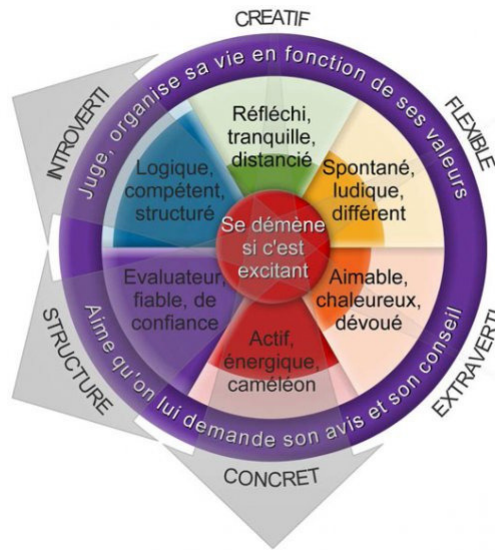 CREATIF
Juge, organise sa vie en fonction de ses valeurs
INTROVERTI
FLEXIBLE
Réfléchi,
tranquille,
distancié
Logique,
compétent,
structuré
Spontané,
ludique,
différent
Se démène
si c'est
excitant
Evaluateur,
fiable, de
confiance
Aimable,
chaleureux,
dévoué
Actif,
énergique,
caméléon
STRUCTURE
EXTRAVERTI
Aime qu'on lui demande son avis et son conseil
CONCRET